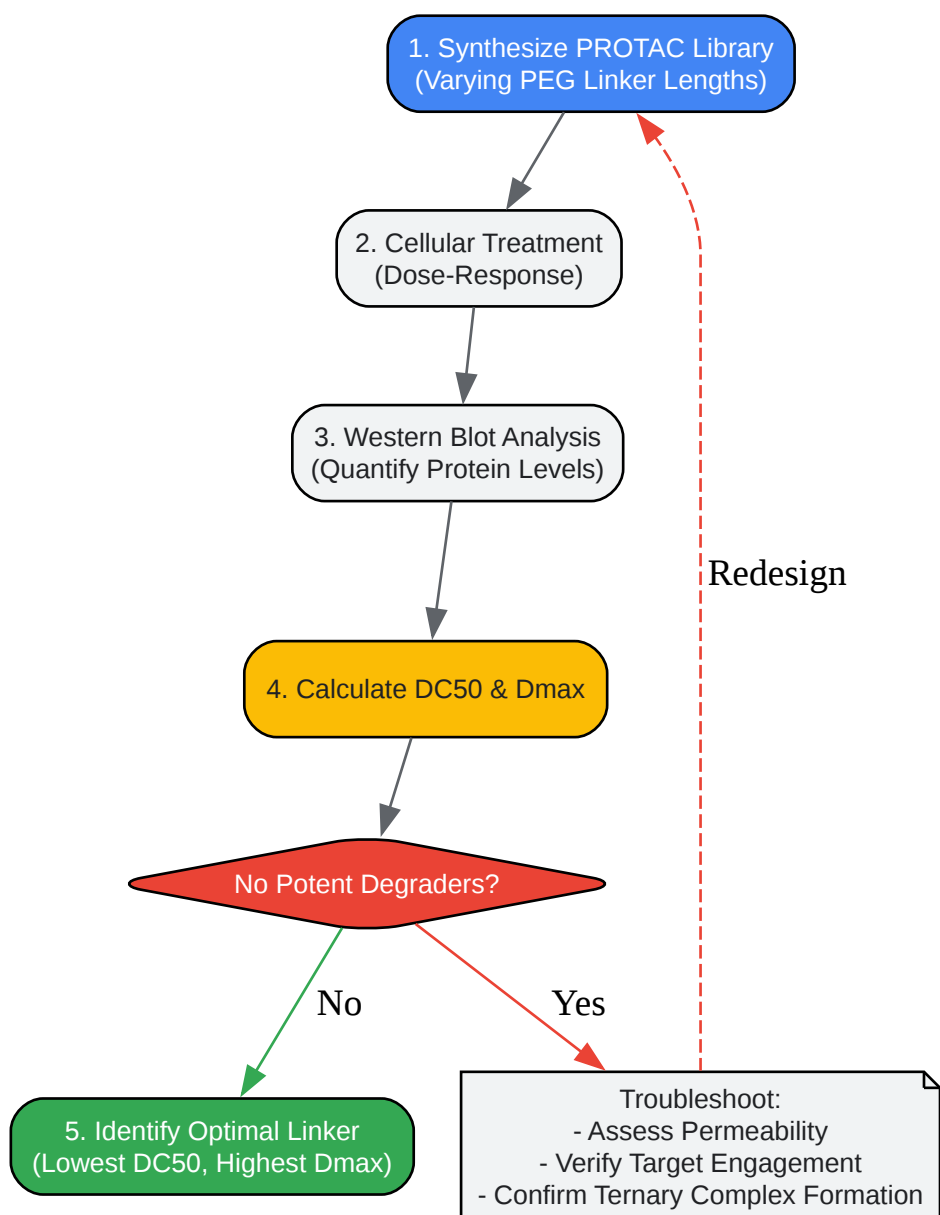 1. Synthesize PROTAC Library
(Varying PEG Linker Lengths)
2. Cellular Treatment
(Dose-Response)
3. Western Blot Analysis
(Quantify Protein Levels)
Redesign
4. Calculate DC50 & Dmax
No Potent Degraders?
No
Yes
5. Identify Optimal Linker
(Lowest DC50, Highest Dmax)
Troubleshoot:
- Assess Permeability
- Verify Target Engagement
- Confirm Ternary Complex Formation